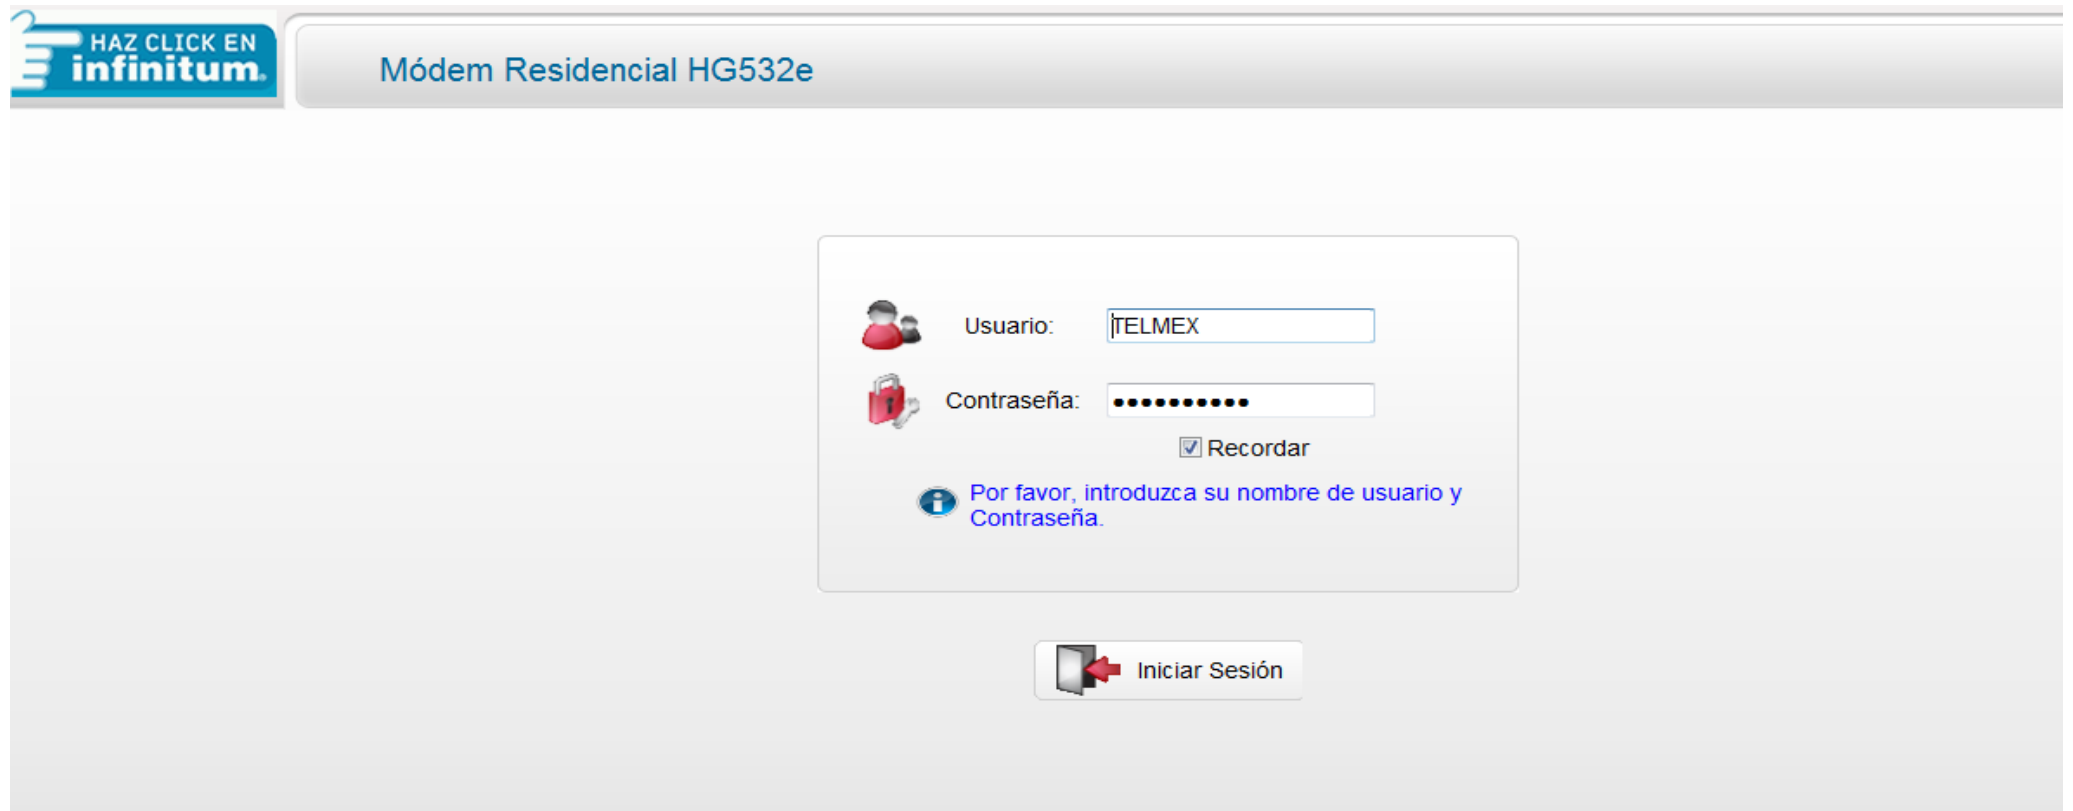 HAZ CLICK EN
infinitum.
Módem Residencial HG532e
Usuario: TELMEX
Contraseña: ••••••••••
Recordar
Por favor, introduzca su nombre de usuario y
Contraseña.
Iniciar Sesión